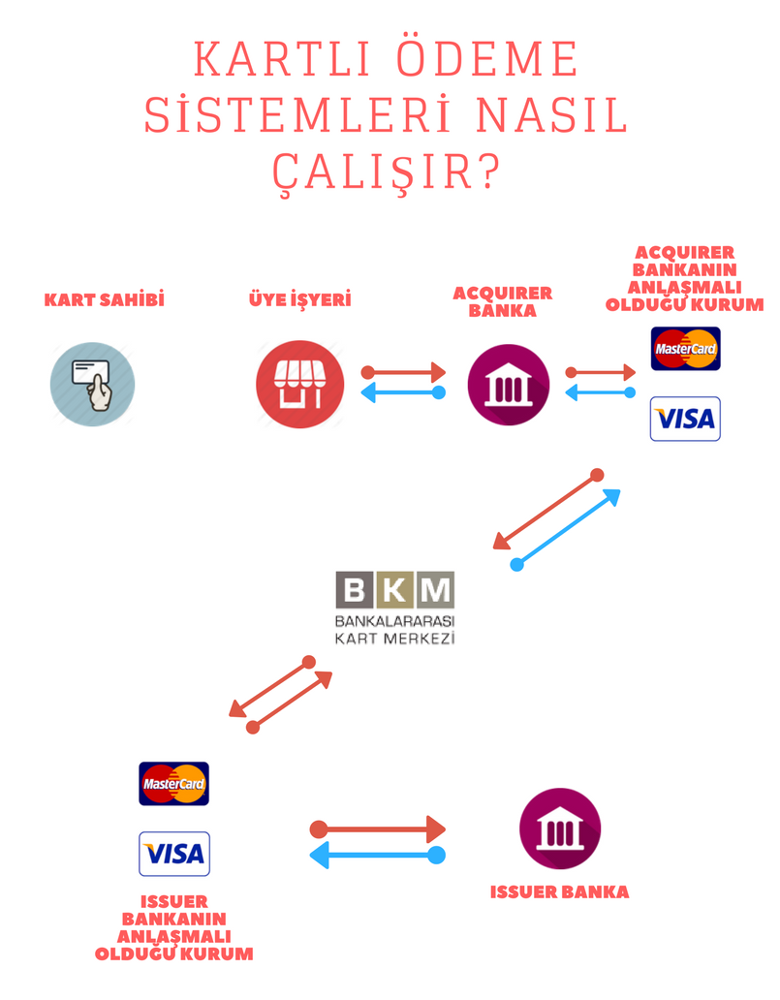 KARTLI ÖDEME
SİSTEMLERİ NASIL
ÇALIŞIR?
KART SAHİBİ
ÜYE İŞYERİ
ACQUIRER
BANKA
ACQUIRER
BANKANIN
ANLAŞMALI
OLDUĞU KURUM
MasterCard
VISA
BKM
BANKALARARASI
KART MERKEZİ
MasterCard
VISA
ISSUER
BANKANIN
ANLAŞMALI
OLDUĞU KURUM
ISSUER BANKA